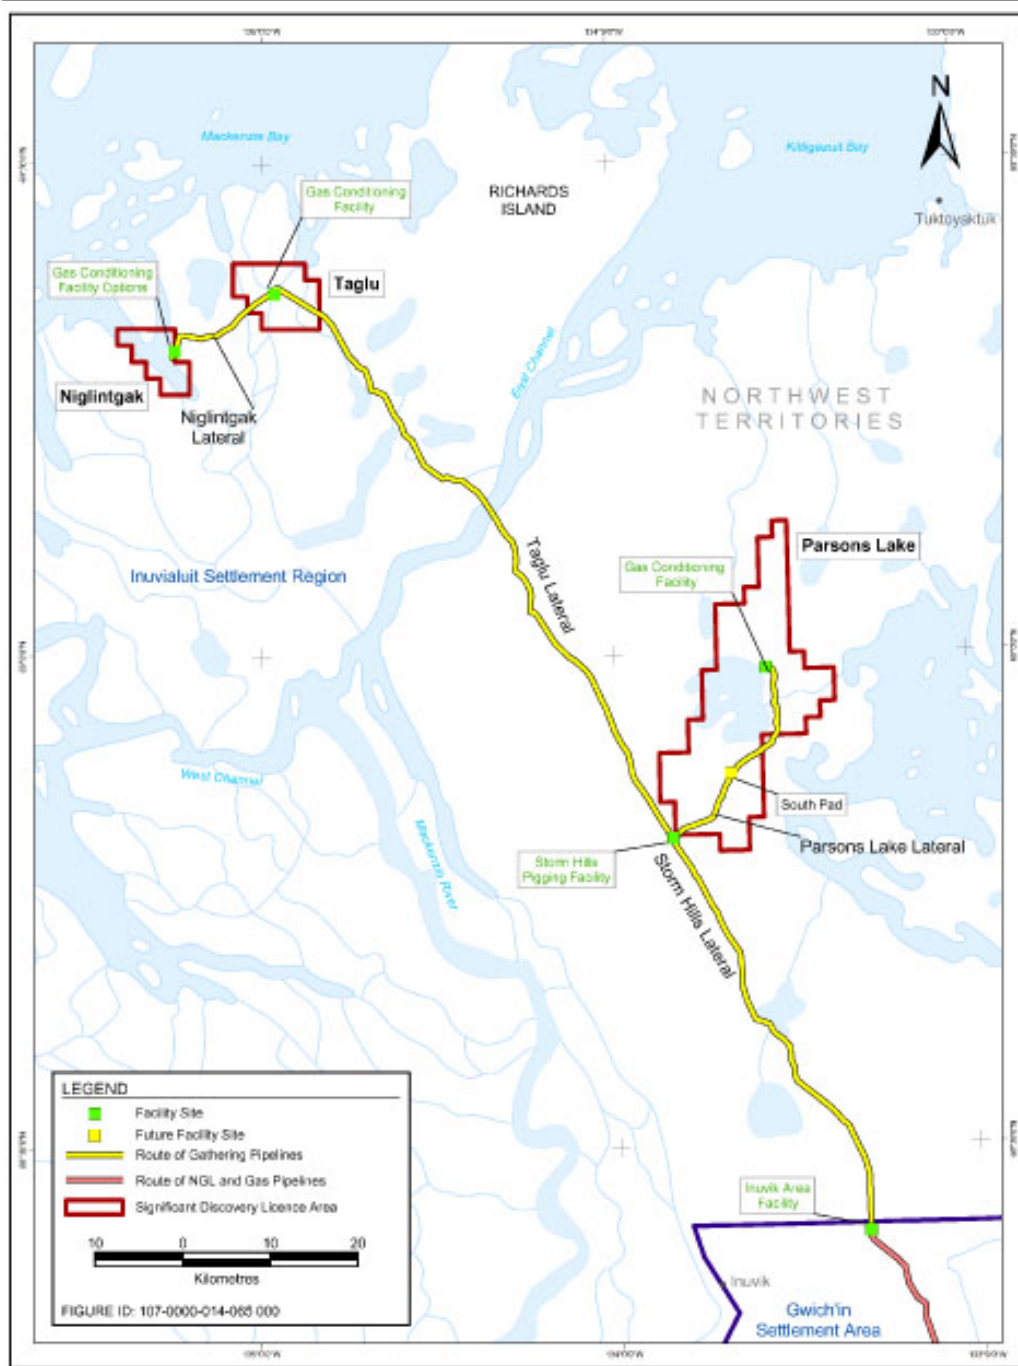 N
Mackenzie Bay
Kittigazuit Bay
Gas Conditioning
Facility
RICHARDS
ISLAND
Tuktoyaktuk
Gas Conditioning
Facility Options
Taglu
East Channel
Niglintgak
Niglintgak
Lateral
NORTHWEST
TERRITORIES
Taglu Lateral
Parsons Lake
Gas Conditioning
Facility
Inuvialuit Settlement Region
West Channel
South Pad
Mackenzie River
Parsons Lake Lateral
Storm Hills
Pigging Facility
Storm Hills Lateral
LEGEND
Facility Site
Future Facility Site
Route of Gathering Pipelines
Route of NGL and Gas Pipelines
Significant Discovery Licence Area
10 0 10 20
Kilometres
FIGURE ID: 107-0000-014-065 000
Inuvik Area
Facility
Inuvik
Gwich'in
Settlement Area